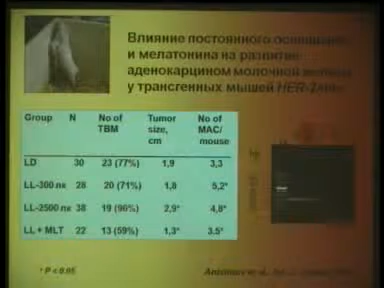 Влияние постоянного освещения
и мелатонина на развитие
аденокарцином молочной железы
у трансгенных мышей HER-2/neu
Group N No of TBM Tumor size, cm No of MAC/ mouse
LD 30 23 (77%) 1,9 3,3
LL-300 лк 28 20 (71%) 1,8 5,2*
LL-2500 лк 38 19 (96%) 2,9* 4,8*
LL + MLT 22 13 (59%) 1,3* 3.5*
* P < 0.05